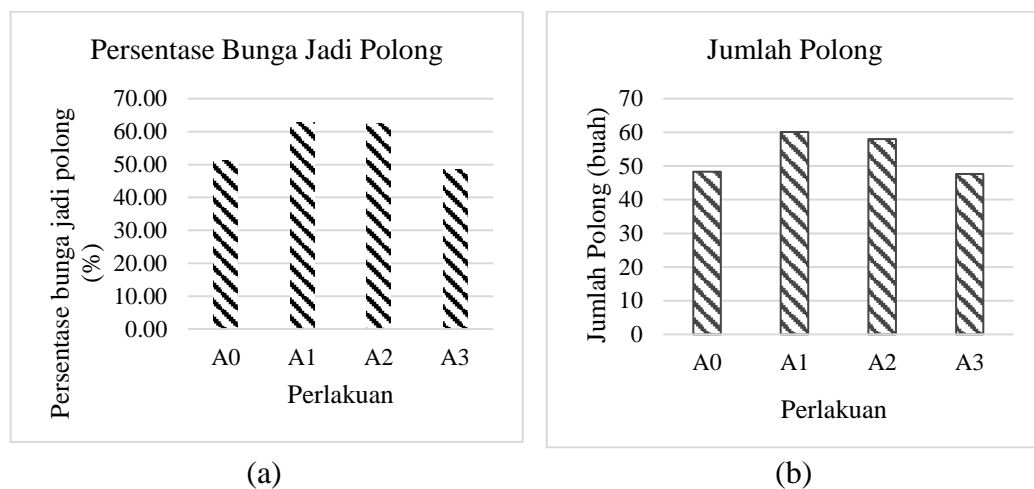 Persentase Bunga Jadi Polong
Persentase bunga jadi polong
(%)
70.00
60.00
50.00
40.00
30.00
20.00
10.00
0.00
A0 A1 A2 A3
Perlakuan
(a)
Jumlah Polong
Jumlah Polong (buah)
70
60
50
40
30
20
10
0
A0 A1 A2 A3
Perlakuan
(b)